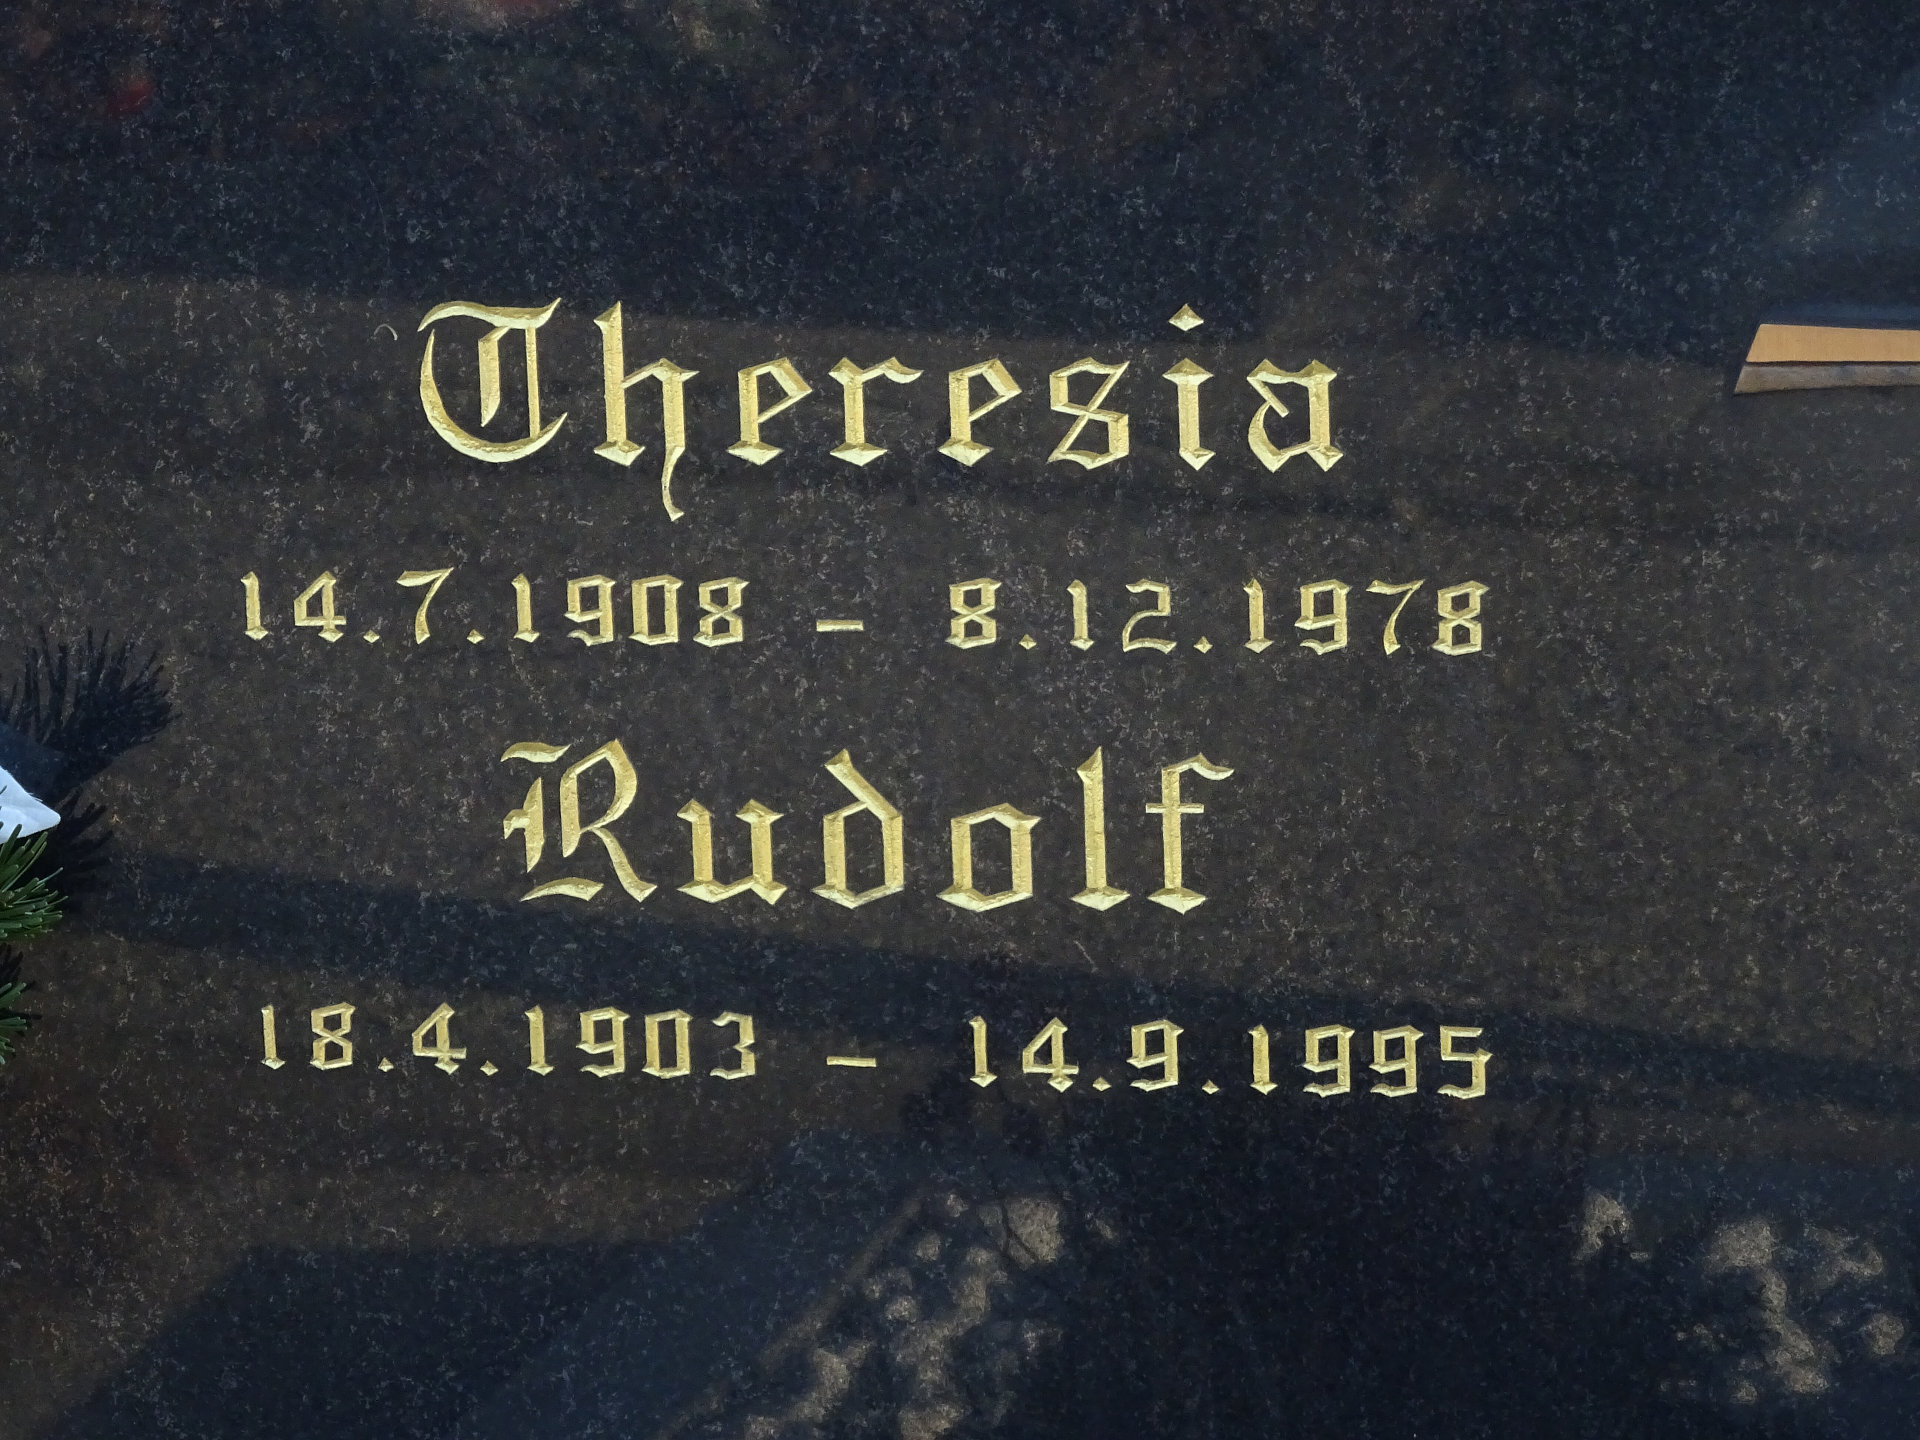 Theresia
14.7.1908 – 8.12.1978
Rudolf
18.4.1903 – 14.9.1995